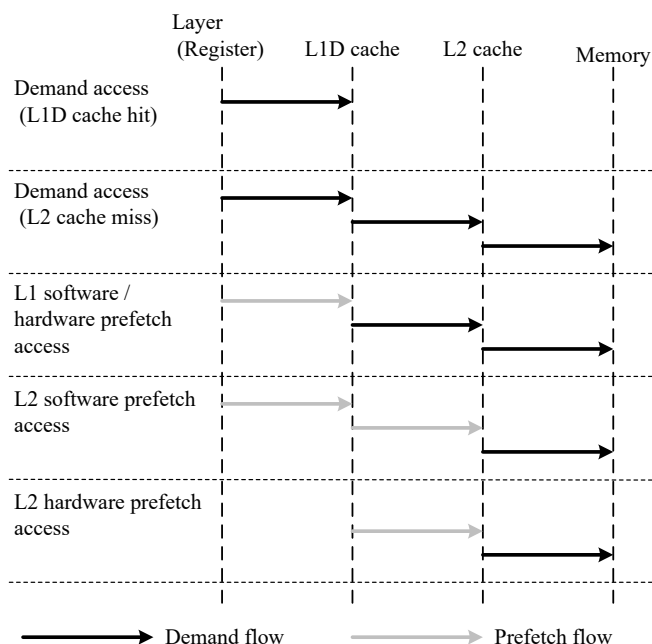 Layer
(Register)
L1D cache
L2 cache
Memory
Demand access
(L1D cache hit)
Demand access
(L2 cache miss)
L1 software /
hardware prefetch
access
L2 software prefetch
access
L2 hardware prefetch
access
Demand flow
Prefetch flow